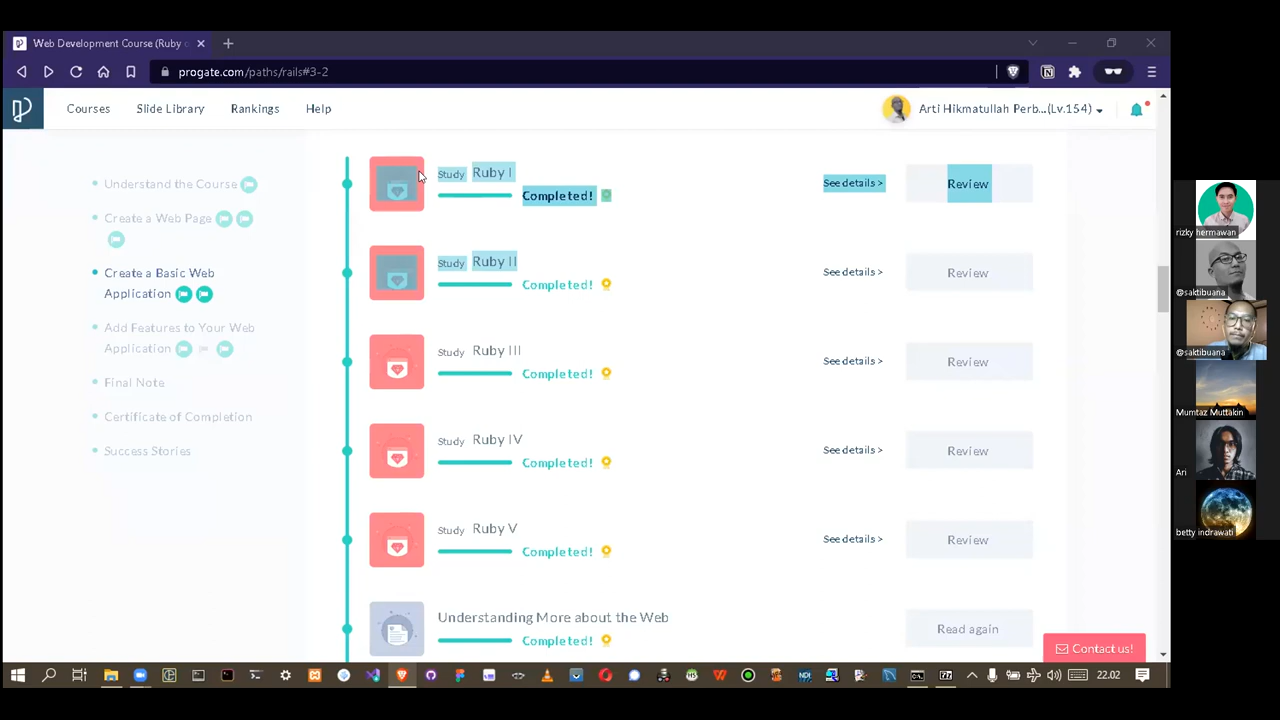 Web Development Course (Ruby o
progate.com/paths/rails#3-2
Courses
Slide Library
Rankings
Help
Arti Hikmatullah Perb...(Lv.154)
Understand the Course
Create a Web Page
Create a Basic Web
Application
Add Features to Your Web
Application
Final Note
Certificate of Completion
Success Stories
Study Ruby I
Completed!
See details >
Review
Study Ruby II
Completed!
See details >
Review
Study Ruby III
Completed!
See details >
Review
Study Ruby IV
Completed!
See details >
Review
Study Ruby V
Completed!
See details >
Review
Understanding More about the Web
Completed!
Read again
Contact us!
rizky hermawan
@saktibuana
@saktibuana
Mumtaz Muttakin
Ari
betty indrawati
22.02